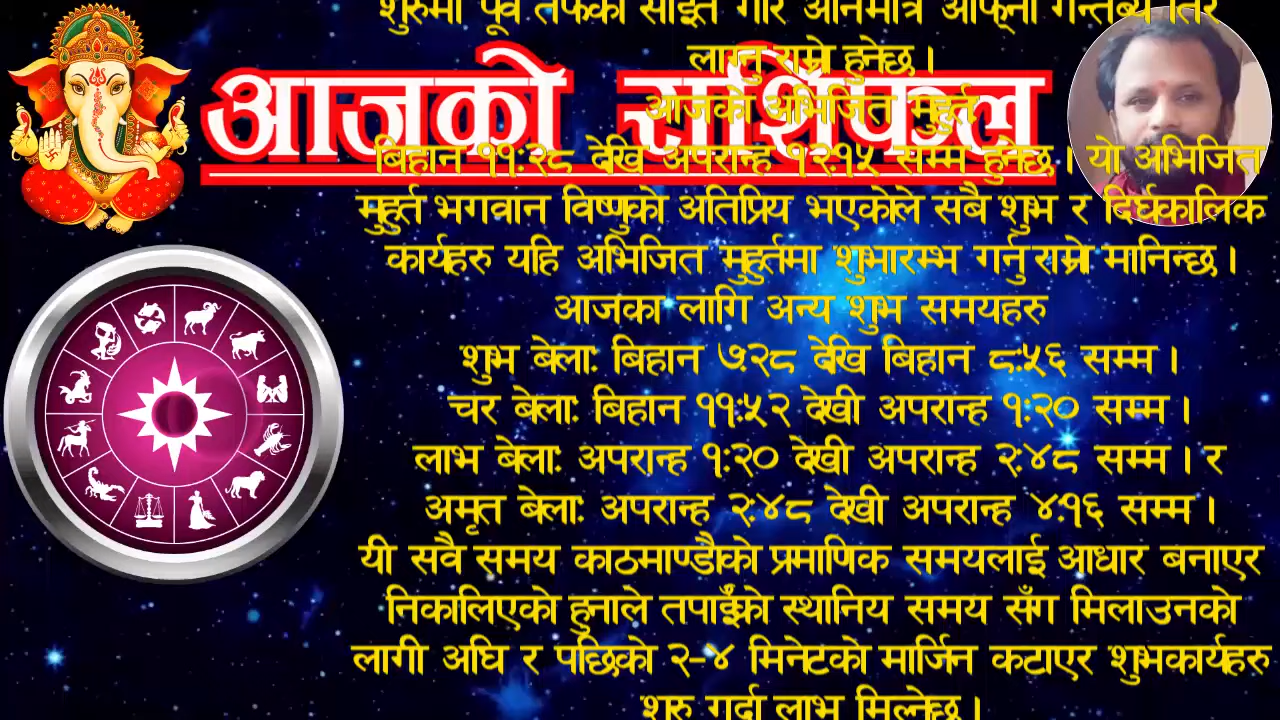 शुरुमा पूर्व तर्फको साइत गरि अनिमात्र आफ्नो गन्तब्य तिर
लाग्नु राम्रो हुनेछ ।
आजको राशिफल
आजको अभिजित मुहुर्त
बिहान ११:२८ देखि अपरान्ह १२:१५ सम्म हुनेछ । यो अभिजित
मुहुर्त भगवान विष्णुको अतिप्रिय भएकोले सबै शुभ र दिर्घकालिक
कार्यहरु यहि अभिजित मुहुर्तमा शुभारम्भ गर्नु राम्रो मानिन्छ ।
आजका लागि अन्य शुभ समयहरु
शुभ बेला: बिहान ७:२८ देखि बिहान ८:५६ सम्म ।
चर बेला: बिहान ११:५२ देखी अपरान्ह १:२० सम्म ।
लाभ बेला: अपरान्ह १:२० देखी अपरान्ह २:४८ सम्म । र
अमृत बेला: अपरान्ह २:४८ देखी अपरान्ह ४:१६ सम्म ।
यी सवै समय काठमाण्डौको प्रमाणिक समयलाई आधार बनाएर
निकालिएको हुनाले तपाईंको स्थानिय समय सँग मिलाउनको
लागी अघि र पछिको २-४ मिनेटको मार्जिन कटाएर शुभकार्यहरु
शुरु गर्दा लाभ मिल्नेछ ।